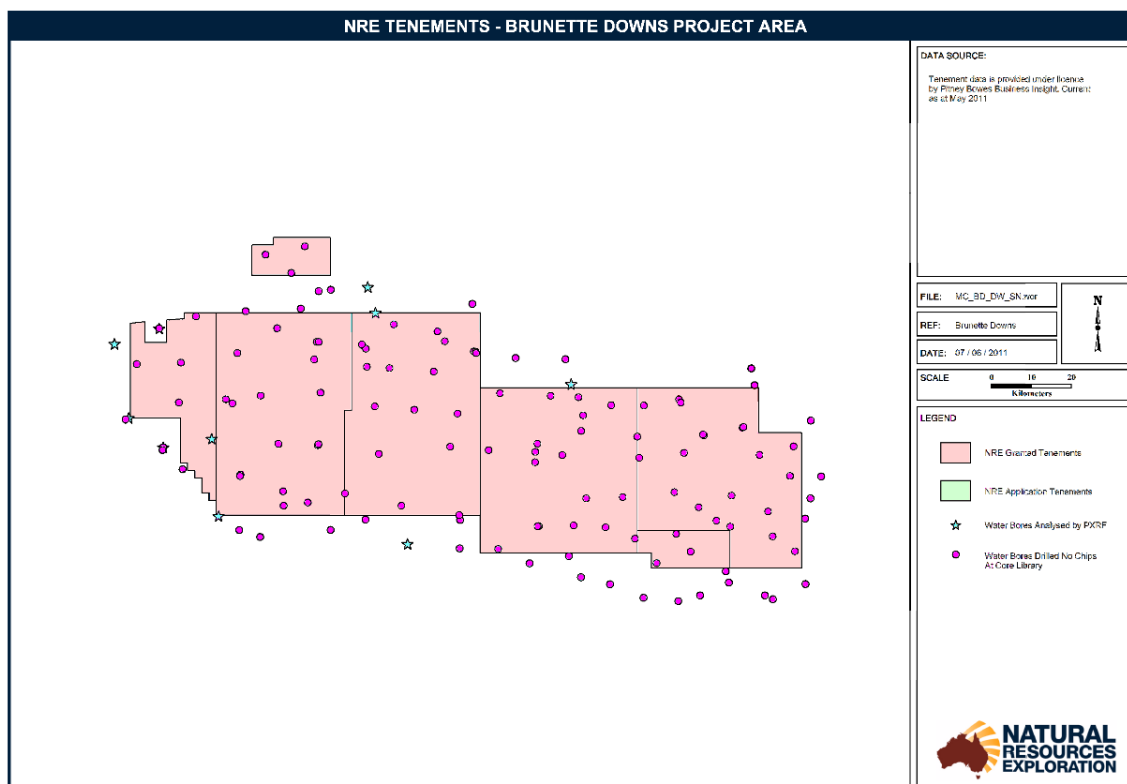 NRE TENEMENTS - BRUNETTE DOWNS PROJECT AREA
DATA SOURCE:
Tenement data is provided under licence
by Pitney Bowes Business Insight. Current
as at May 2011
FILE: MC_BD_DW_SN.wor
REF: Brunette Downs
DATE: 07 / 06 / 2011
N
SCALE
0 10 20
Kilometers
LEGEND
NRE Granted Tenements
NRE Application Tenements
Water Bores Analysed by PXRF
Water Bores Drilled No Chips
At Core Library
NATURAL
RESOURCES
EXPLORATION